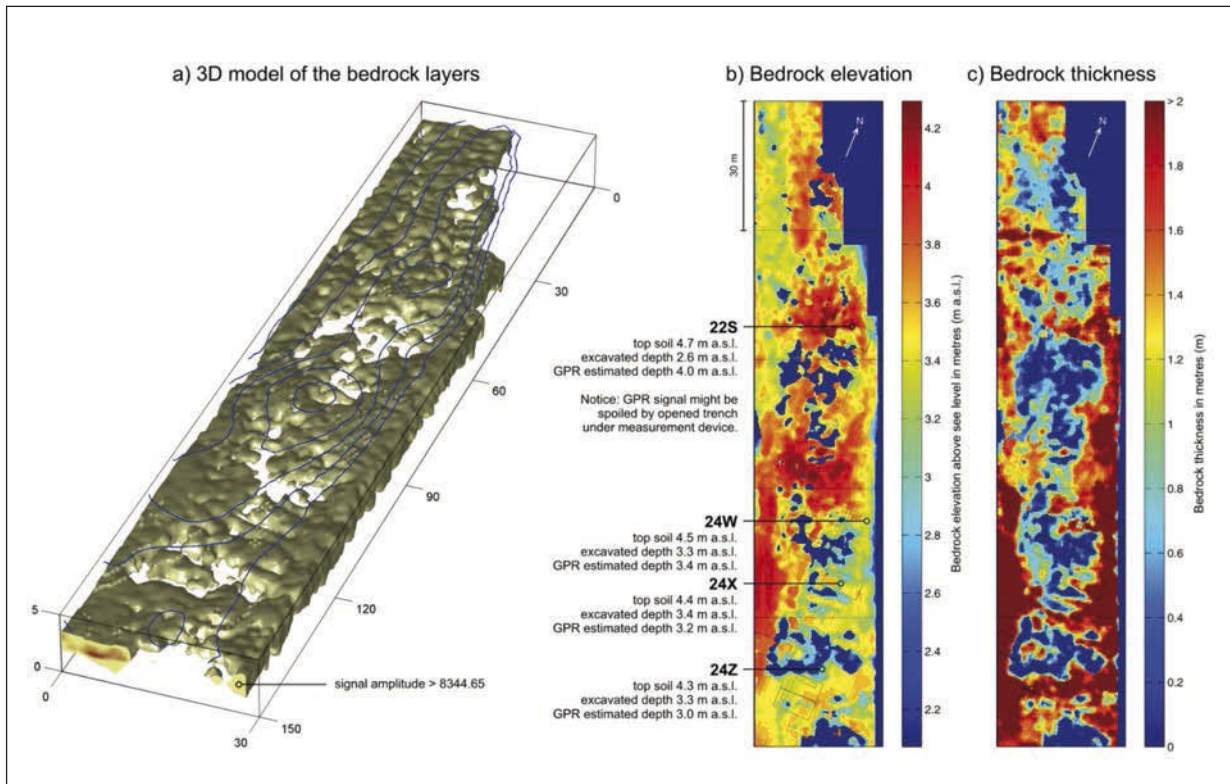 a) 3D model of the bedrock layers
0
30
60
90
120
150
5
0
0
30
signal amplitude > 8344.65
b) Bedrock elevation
N
30 m
22S
top soil 4.7 m a.s.l.
excavated depth 2.6 m a.s.l.
GPR estimated depth 4.0 m a.s.l.
Notice: GPR signal might be
spoiled by opened trench
under measurement device.
24W
top soil 4.5 m a.s.l.
excavated depth 3.3 m a.s.l.
GPR estimated depth 3.4 m a.s.l.
24X
top soil 4.4 m a.s.l.
excavated depth 3.4 m a.s.l.
GPR estimated depth 3.2 m a.s.l.
24Z
top soil 4.3 m a.s.l.
excavated depth 3.3 m a.s.l.
GPR estimated depth 3.0 m a.s.l.
4.2
4
3.8
3.6
3.4
3.2
3
2.8
2.6
2.4
2.2
Bedrock elevation above see level in metres (m a.s.l.)
c) Bedrock thickness
N
> 2
1.8
1.6
1.4
1.2
1
0.8
0.6
0.4
0.2
0
Bedrock thickness in metres (m)